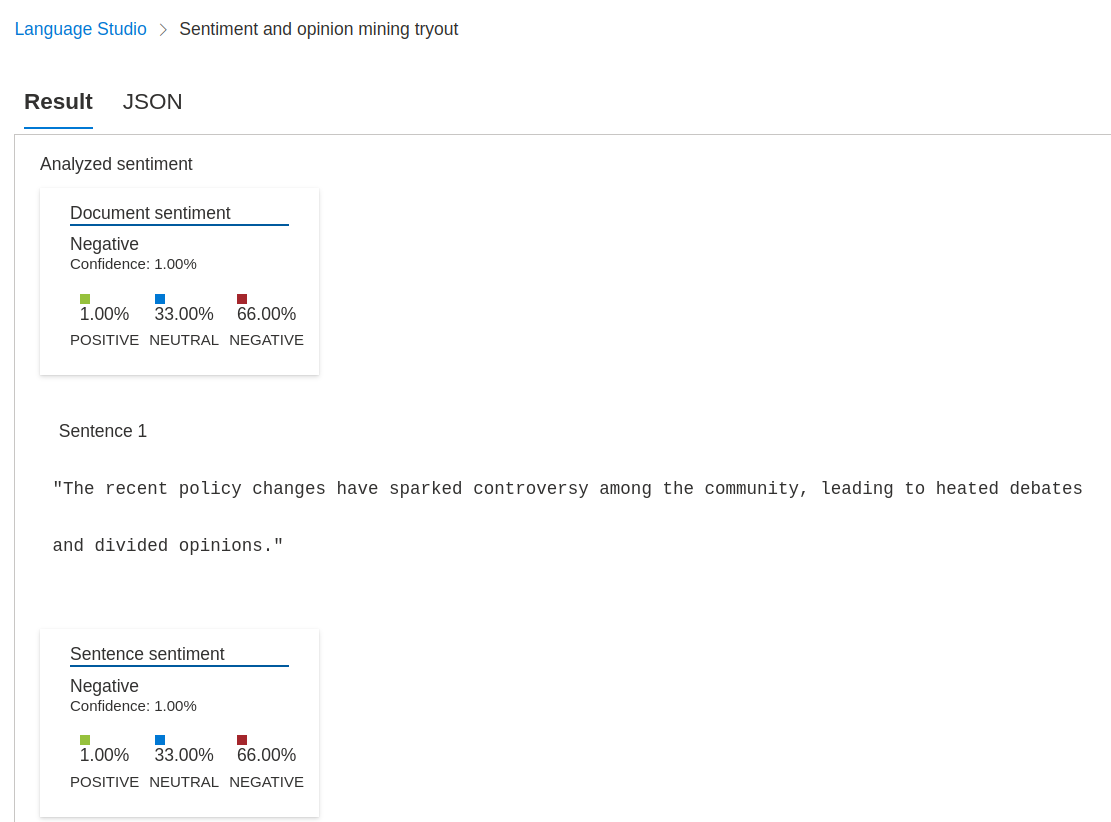 Language Studio > Sentiment and opinion mining tryout
Result JSON
Analyzed sentiment
Document sentiment
Negative
Confidence: 1.00%
1.00% 33.00% 66.00%
POSITIVE NEUTRAL NEGATIVE
Sentence 1
"The recent policy changes have sparked controversy among the community, leading to heated debates
and divided opinions."
Sentence sentiment
Negative
Confidence: 1.00%
1.00% 33.00% 66.00%
POSITIVE NEUTRAL NEGATIVE